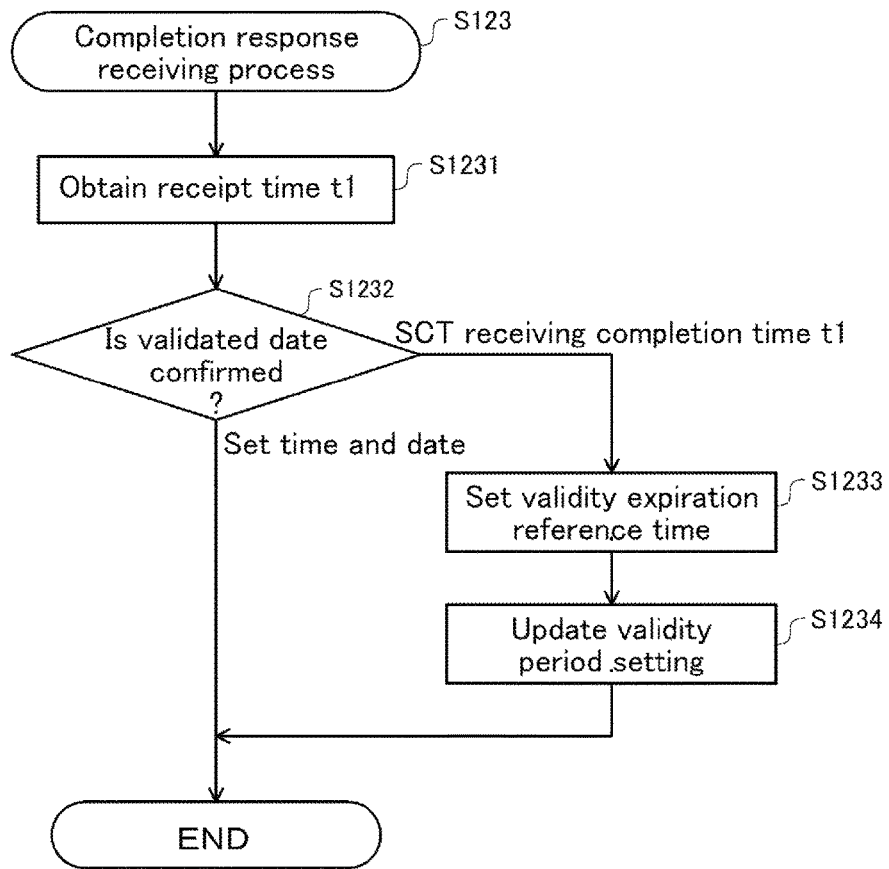 Completion response
receiving process
S123
Obtain receipt time t1
S1231
Is validated date
confirmed
?
S1232
SCT receiving completion time t1
Set time and date
Set validity expiration
reference time
S1233
Update validity
period setting
S1234
END